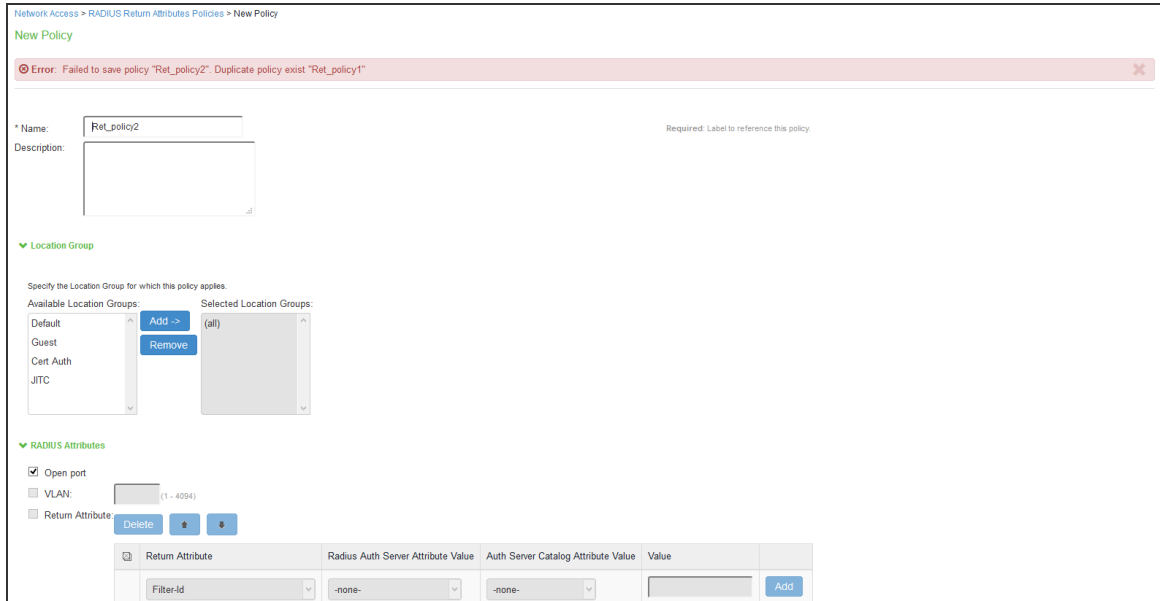 Network Access > RADIUS Return Attributes Policies > New Policy
New Policy
Error: Failed to save policy "Ret_policy2". Duplicate policy exist "Ret_policy1"
* Name: Ret_policy2 Required: Label to reference this policy.
Description:
Location Group
Specify the Location Group for which this policy applies.
Available Location Groups: Selected Location Groups:
Default Add -> (all)
Guest Remove
Cert Auth
JITC
RADIUS Attributes
Open port
VLAN: (1 - 4094)
Return Attribute: Delete
Return Attribute Radius Auth Server Attribute Value Auth Server Catalog Attribute Value Value
Filter-Id -none- -none- Add